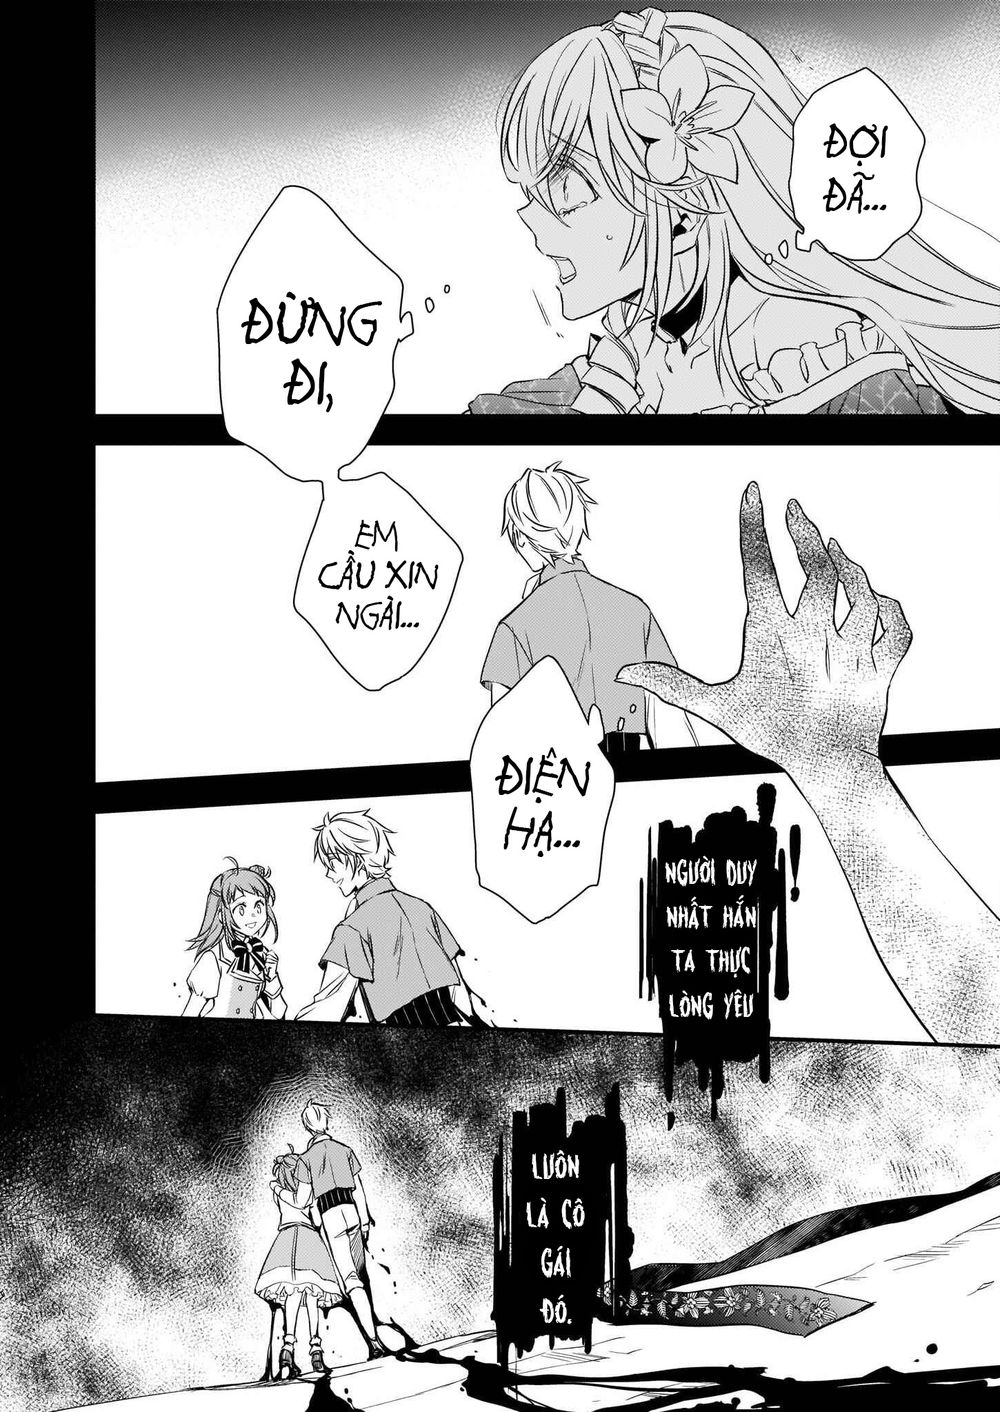 ĐỢI
ĐÃ...
ĐỪNG
ĐI,
EM
CẦU XIN
NGÀI...
ĐIỆN
HẠ...
NGƯỜI DUY
NHẤT HẮN
TA THỰC
LÒNG YÊU
LUÔN
LÀ CÔ
GÁI
ĐÓ.